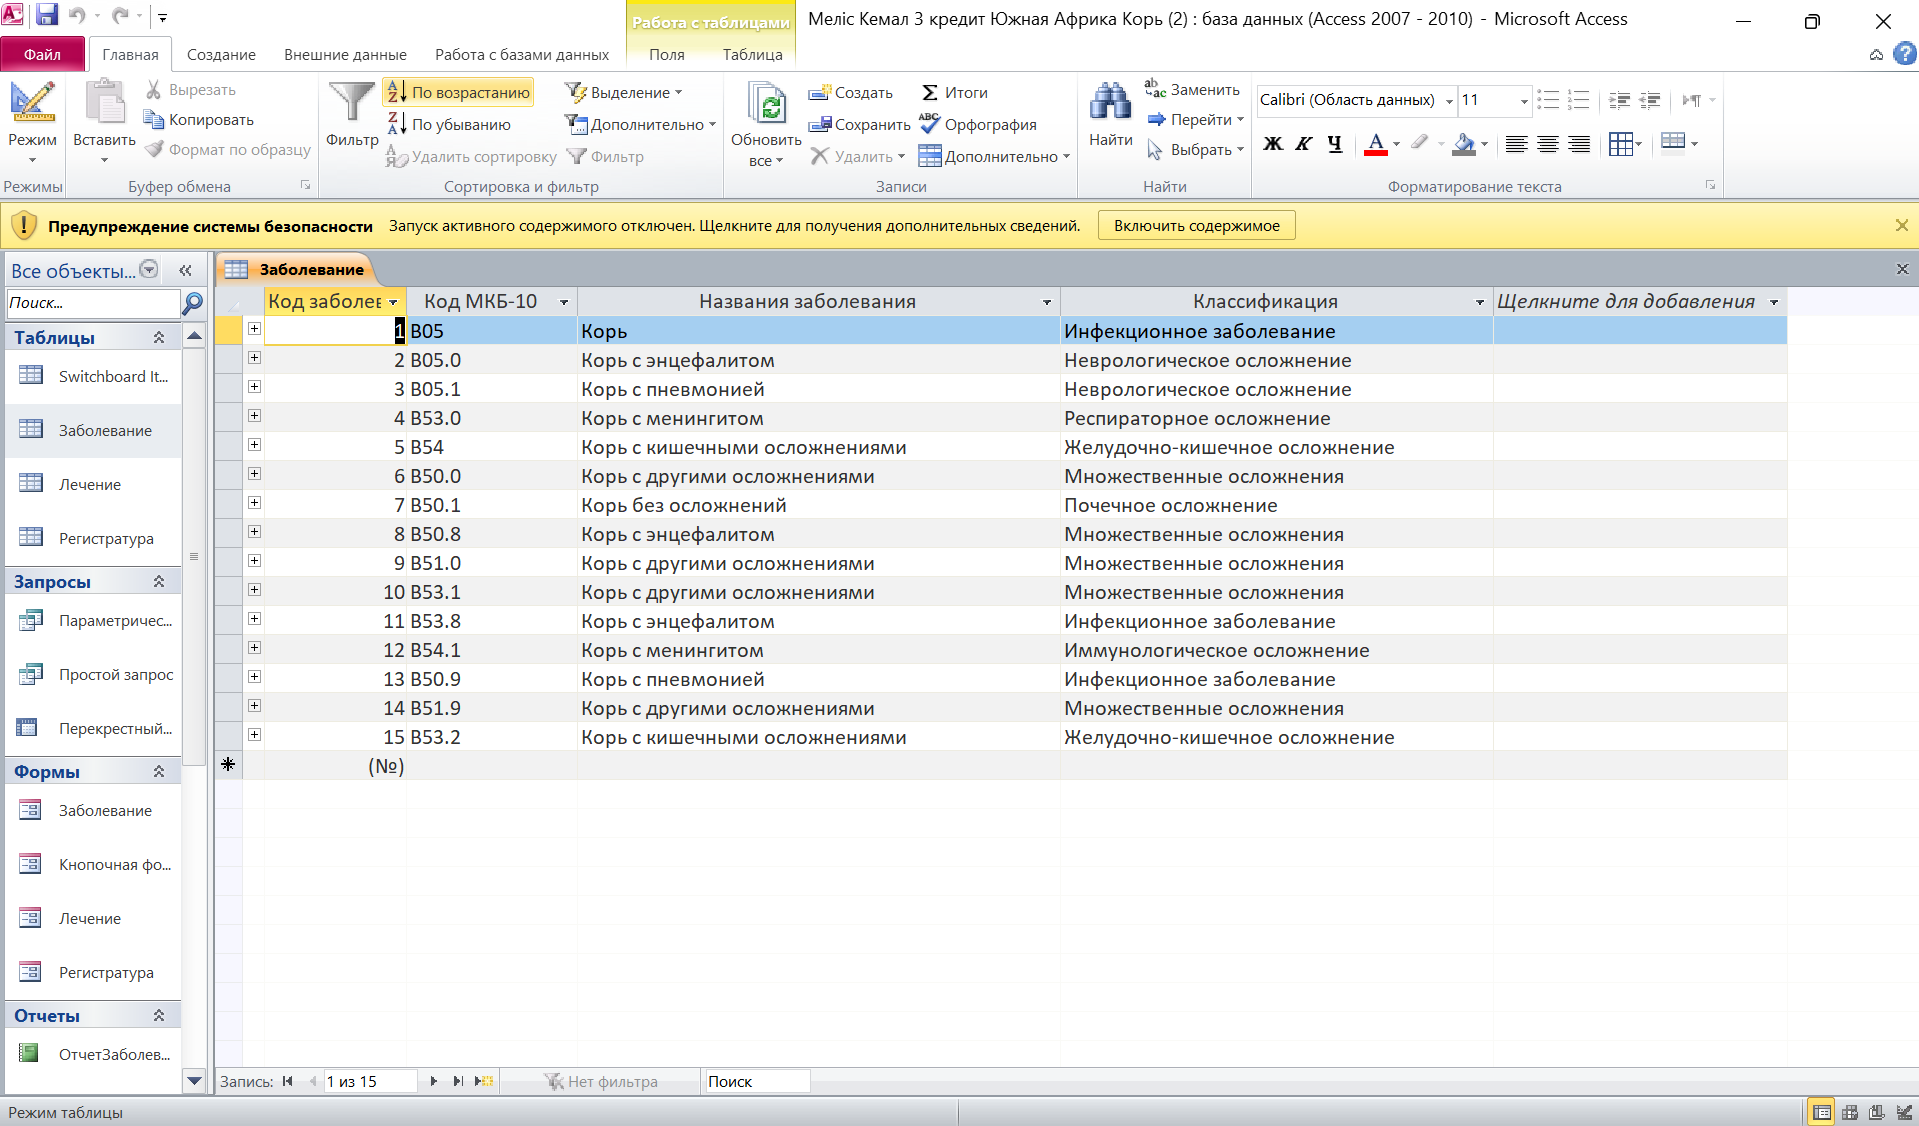 Работа с таблицами
Меліс Кемал 3 кредит Южная Африка Корь (2) : база данных (Access 2007 - 2010) - Microsoft Access
Файл
Главная
Создание
Внешние данные
Работа с базами данных
Поля
Таблица
Режим
Режимы
Вставить
Вырезать
Копировать
Формат по образцу
Буфер обмена
Фильтр
По возрастанию
По убыванию
Удалить сортировку
Выделение
Дополнительно
Фильтр
Сортировка и фильтр
Обновить
все
Создать
Сохранить
Удалить
Итоги
Орфография
Дополнительно
Записи
Найти
Заменить
Перейти
Выбрать
Найти
Calibri (Область данных)
11
Ж К Ч А
Форматирование текста
Предупреждение системы безопасности Запуск активного содержимого отключен. Щелкните для получения дополнительных сведений. Включить содержимое
Все объекты...
Поиск...
Таблицы
Switchboard It...
Заболевание
Лечение
Регистратура
Запросы
Параметричес...
Простой запрос
Перекрестный...
Формы
Заболевание
Кнопочная фо...
Лечение
Регистратура
Отчеты
ОтчетЗаболев...
Заболевание
Код заболев Код МКБ-10 Названия заболевания Классификация Щелкните для добавления
1 B05 Корь Инфекционное заболевание
2 B05.0 Корь с энцефалитом Неврологическое осложнение
3 B05.1 Корь с пневмонией Неврологическое осложнение
4 B53.0 Корь с менингитом Респираторное осложнение
5 B54 Корь с кишечными осложнениями Желудочно-кишечное осложнение
6 B50.0 Корь с другими осложнениями Множественные осложнения
7 B50.1 Корь без осложнений Почечное осложнение
8 B50.8 Корь с энцефалитом Множественные осложнения
9 B51.0 Корь с другими осложнениями Множественные осложнения
10 B53.1 Корь с другими осложнениями Множественные осложнения
11 B53.8 Корь с энцефалитом Инфекционное заболевание
12 B54.1 Корь с менингитом Иммунологическое осложнение
13 B50.9 Корь с пневмонией Инфекционное заболевание
14 B51.9 Корь с другими осложнениями Множественные осложнения
15 B53.2 Корь с кишечными осложнениями Желудочно-кишечное осложнение
(№)
Запись: 1 из 15 Нет фильтра Поиск
Режим таблицы